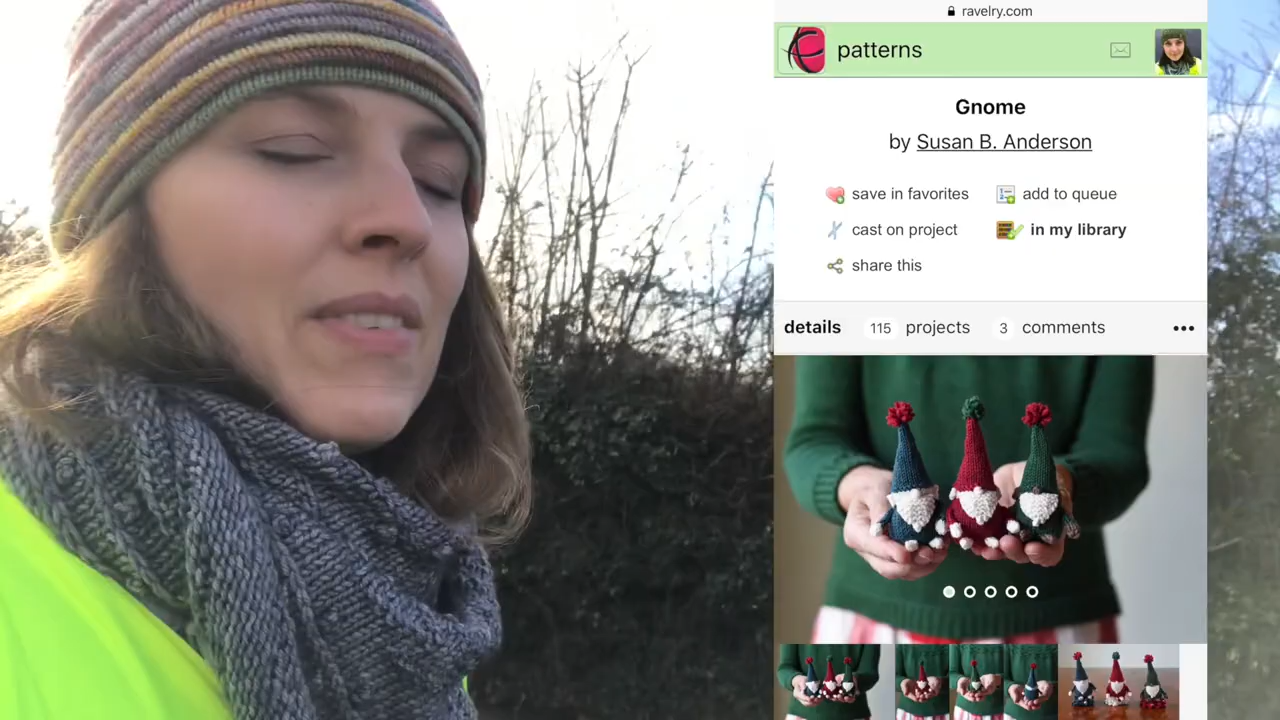 ravelry.com
patterns
Gnome
by Susan B. Anderson
save in favorites
add to queue
cast on project
in my library
share this
details 115 projects 3 comments